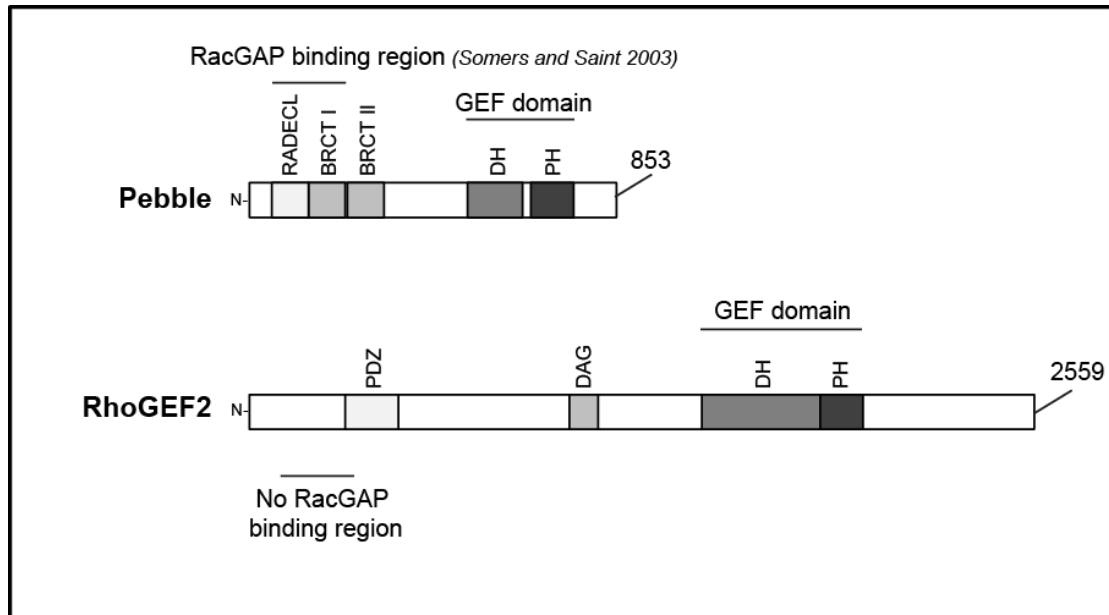 RacGAP binding region (Somers and Saint 2003)
RADECL
BRCT I
BRCT II
GEF domain
DH
PH
853
Pebble
N-
GEF domain
PDZ
DAG
DH
PH
2559
RhoGEF2
N-
No RacGAP
binding region